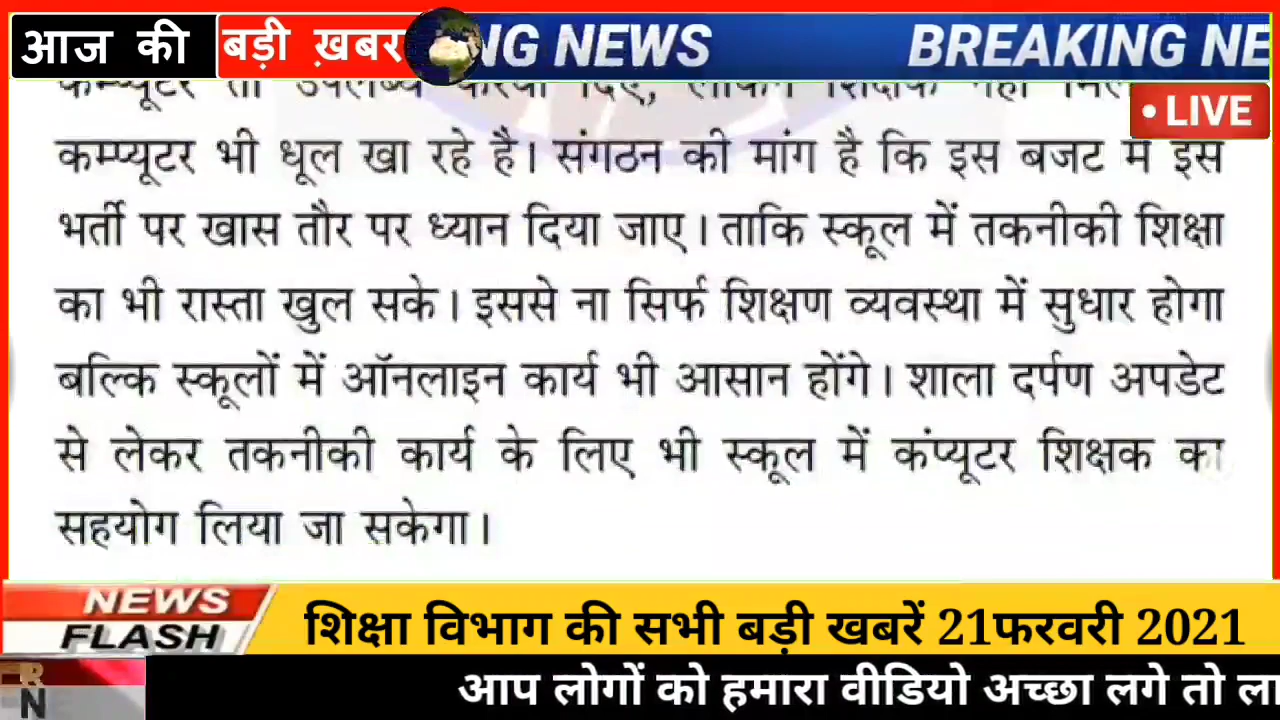 आज की बड़ी ख़बर NG NEWS BREAKING NE
• LIVE
कम्प्यूटर भी धूल खा रहे है। संगठन की मांग है कि इस बजट में इस
भर्ती पर खास तौर पर ध्यान दिया जाए। ताकि स्कूल में तकनीकी शिक्षा
का भी रास्ता खुल सके। इससे ना सिर्फ शिक्षण व्यवस्था में सुधार होगा
बल्कि स्कूलों में ऑनलाइन कार्य भी आसान होंगे। शाला दर्पण अपडेट
से लेकर तकनीकी कार्य के लिए भी स्कूल में कंप्यूटर शिक्षक का
सहयोग लिया जा सकेगा।
NEWS
FLASH
शिक्षा विभाग की सभी बड़ी खबरें 21फरवरी 2021
आप लोगों को हमारा वीडियो अच्छा लगे तो ला